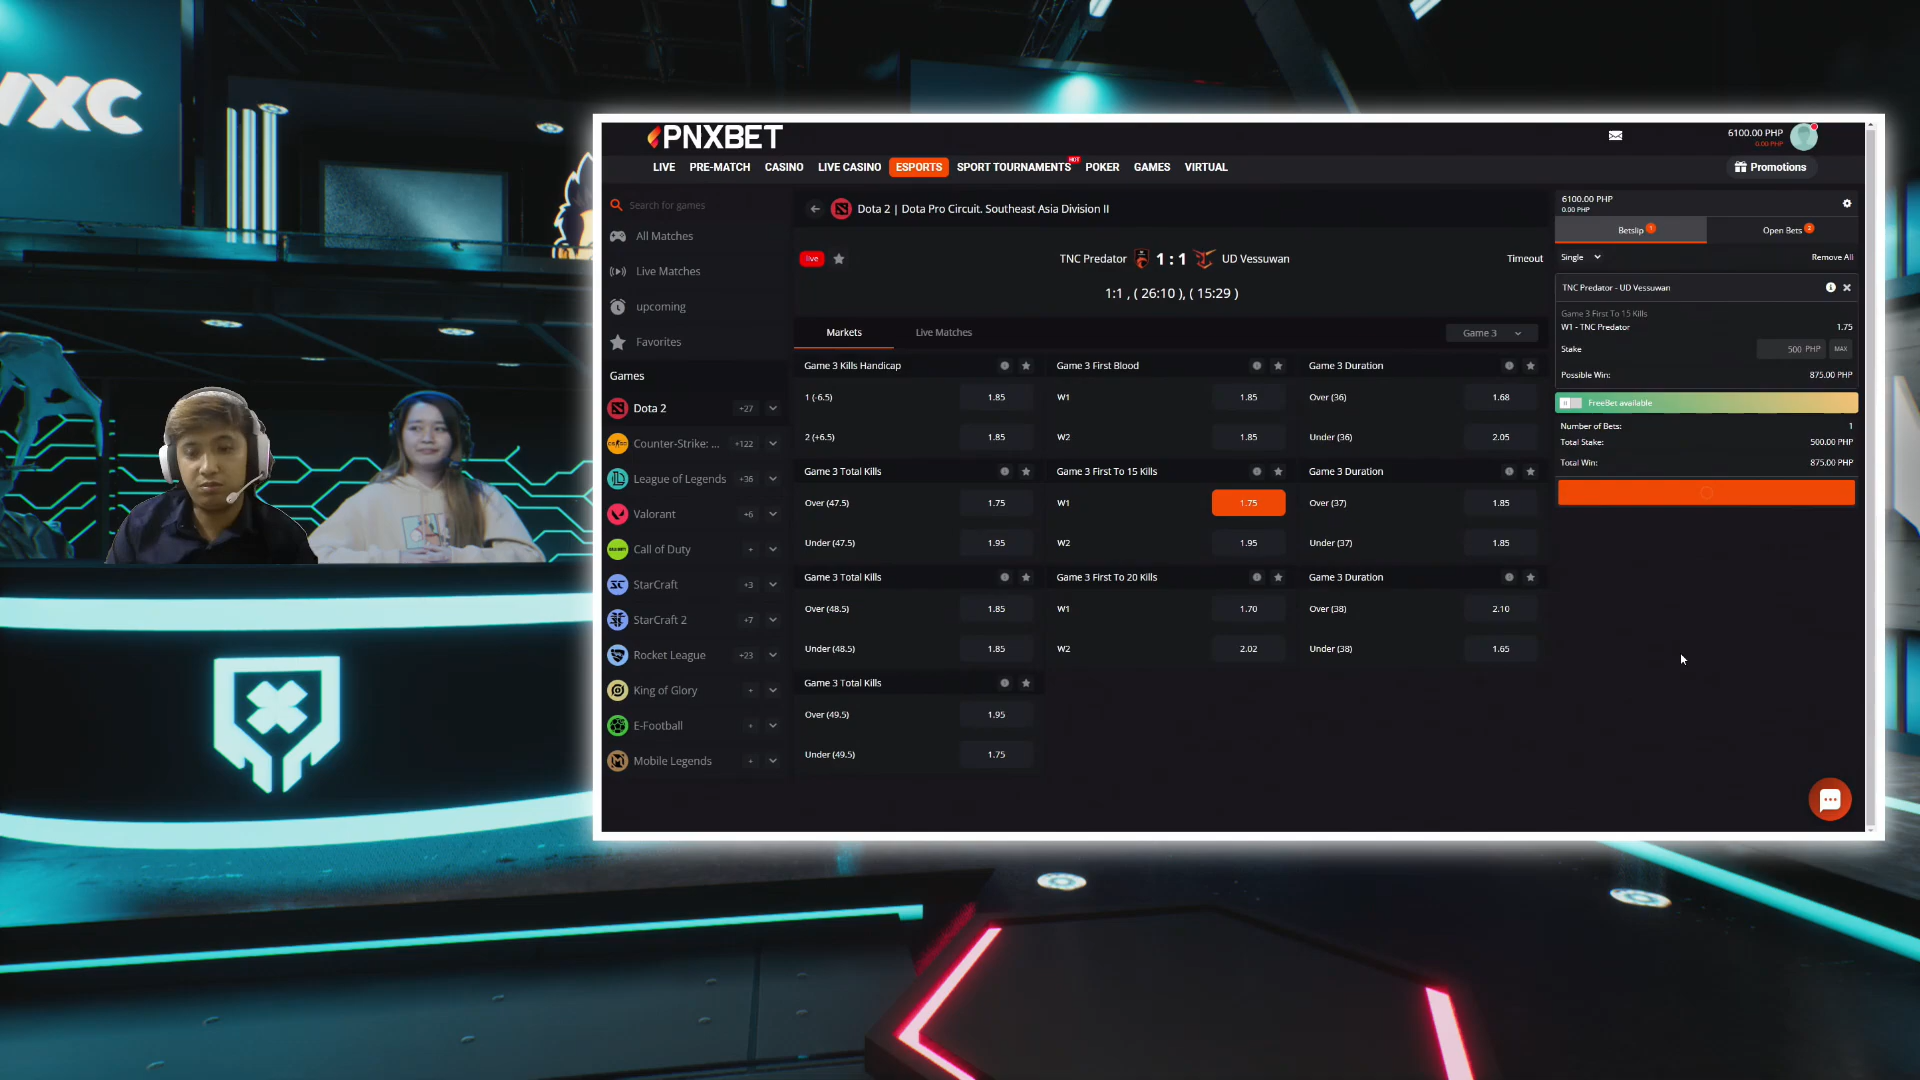 VXC
PNXBET
6100.00 PHP
0.00 PHP
LIVE PRE-MATCH CASINO LIVE CASINO ESPORTS SPORT TOURNAMENTS HOT POKER GAMES VIRTUAL
Promotions
Search for games
All Matches
Live Matches
upcoming
Favorites
Games
Dota 2 +27
Counter-Strike: ... +122
League of Legends +36
Valorant +6
Call of Duty +
StarCraft +3
StarCraft 2 +7
Rocket League +23
King of Glory +
E-Football +
Mobile Legends +
Dota 2 | Dota Pro Circuit. Southeast Asia Division II
live
TNC Predator 1 : 1 UD Vessuwan
Timeout
1:1 , ( 26:10 ), ( 15:29 )
Markets Live Matches Game 3
Game 3 Kills Handicap
1 (-6.5) 1.85
2 (+6.5) 1.85
Game 3 Total Kills
Over (47.5) 1.75
Under (47.5) 1.95
Game 3 Total Kills
Over (48.5) 1.85
Under (48.5) 1.85
Game 3 Total Kills
Over (49.5) 1.95
Under (49.5) 1.75
Game 3 First Blood
W1 1.85
W2 1.85
Game 3 First To 15 Kills
W1 1.75
W2 1.95
Game 3 First To 20 Kills
W1 1.70
W2 2.02
Game 3 Duration
Over (36) 1.68
Under (36) 2.05
Game 3 Duration
Over (37) 1.85
Under (37) 1.85
Game 3 Duration
Over (38) 2.10
Under (38) 1.65
6100.00 PHP
0.00 PHP
Betslip 1 Open Bets
Single Remove All
TNC Predator - UD Vessuwan
Game 3 First To 15 Kills
W1 - TNC Predator 1.75
Stake 500 PHP MAX
Possible Win: 875.00 PHP
FreeBet available
Number of Bets: 1
Total Stake: 500.00 PHP
Total Win: 875.00 PHP